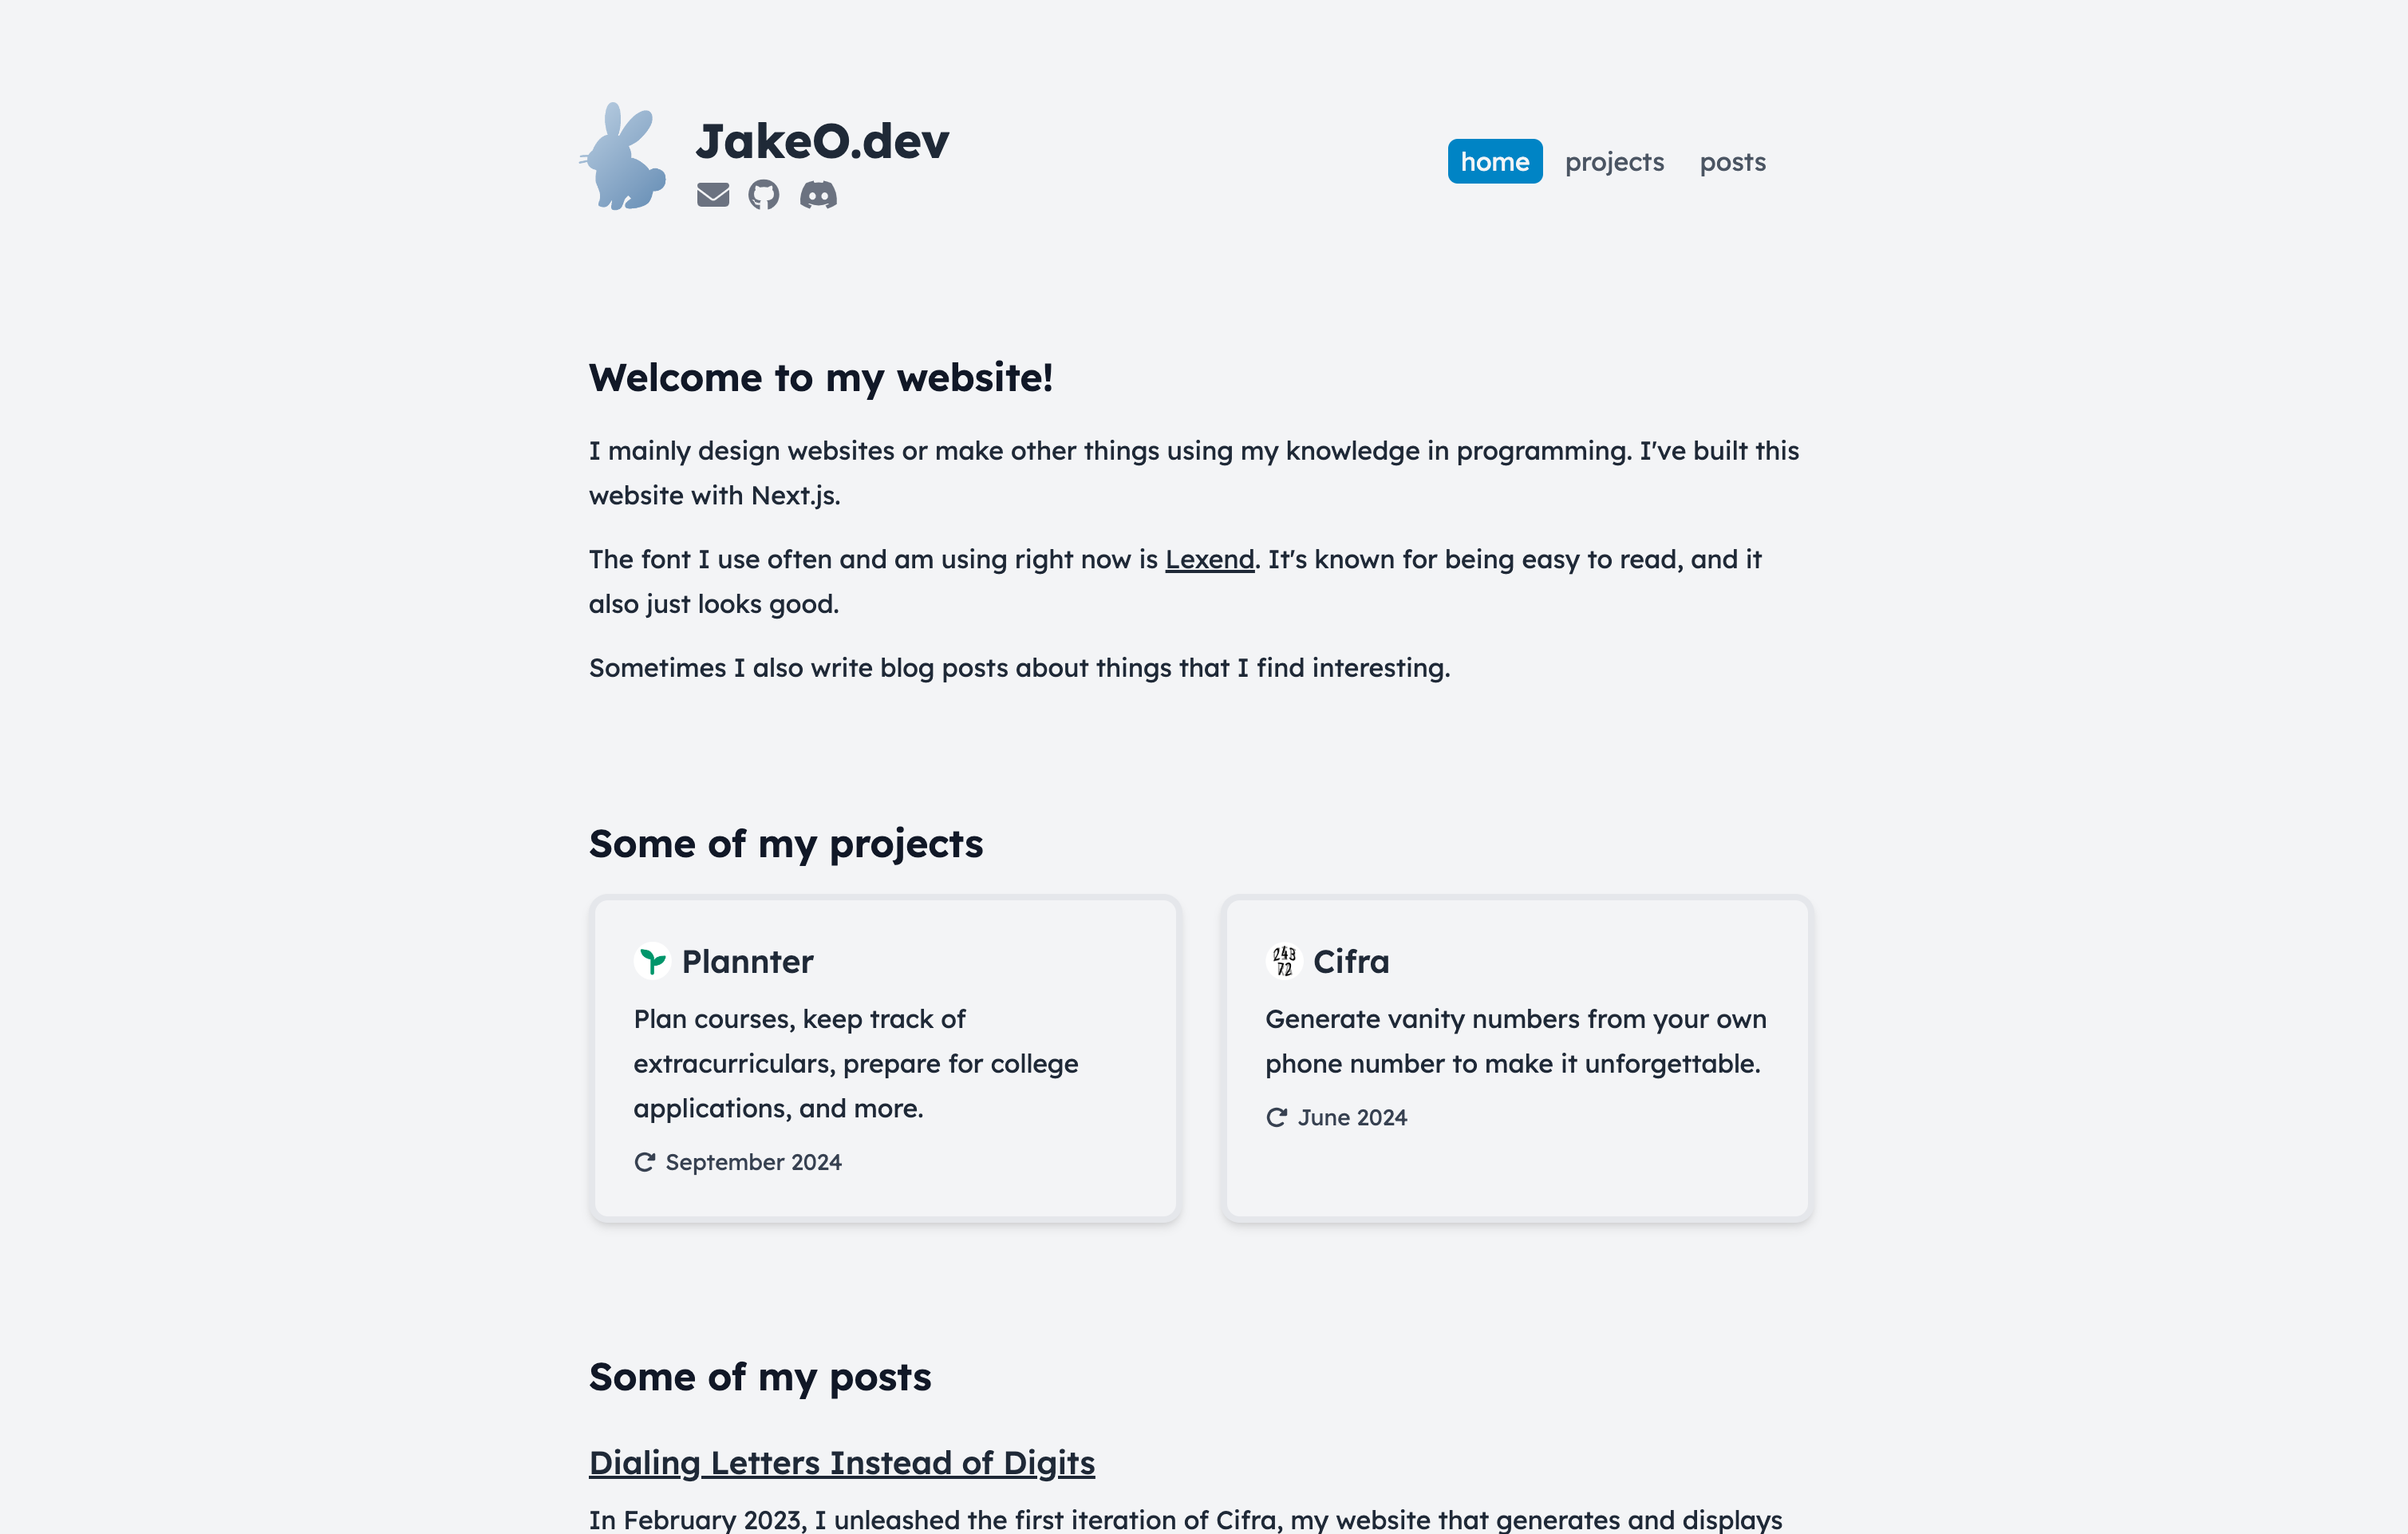 JakeO.dev
home projects posts
Welcome to my website!
I mainly design websites or make other things using my knowledge in programming. I've built this
website with Next.js.
The font I use often and am using right now is Lexend. It's known for being easy to read, and it
also just looks good.
Sometimes I also write blog posts about things that I find interesting.
Some of my projects
Plannter
Plan courses, keep track of
extracurriculars, prepare for college
applications, and more.
September 2024
243
72
Cifra
Generate vanity numbers from your own
phone number to make it unforgettable.
June 2024
Some of my posts
Dialing Letters Instead of Digits
In February 2023, I unleashed the first iteration of Cifra, my website that generates and displays